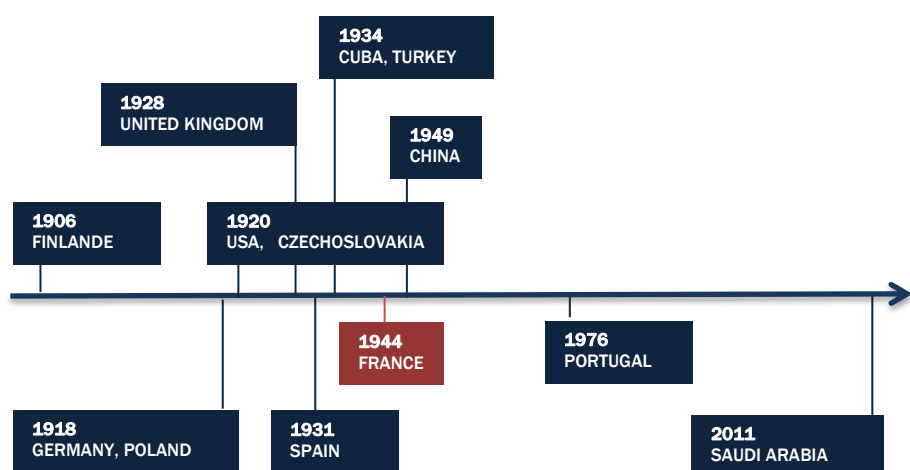 1934
CUBA, TURKEY
1928
UNITED KINGDOM
1949
CHINA
1906
FINLANDE
1920
USA, CZECHOSLOVAKIA
1944
FRANCE
1976
PORTUGAL
1918
GERMANY, POLAND
1931
SPAIN
2011
SAUDI ARABIA